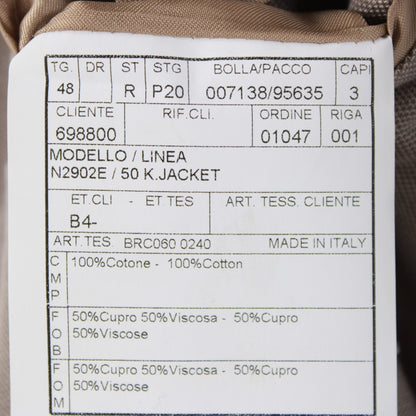 TG. DR ST STG BOLLA/PACCO CAPI
48 R P20 007138/95635 3
CLIENTE RIF.CLI. ORDINE RIGA
698800 01047 001
MODELLO / LINEA
N2902E / 50 K.JACKET
ET.CLI - ET TES ART. TESS. CLIENTE
B4-
ART.TES. BRC060 0240 MADE IN ITALY
CMP 100%Cotone - 100%Cotton
FOB 50%Cupro 50%Viscosa - 50%Cupro
50%Viscose
FOM 50%Cupro 50%Viscosa - 50%Cupro
50%Viscose